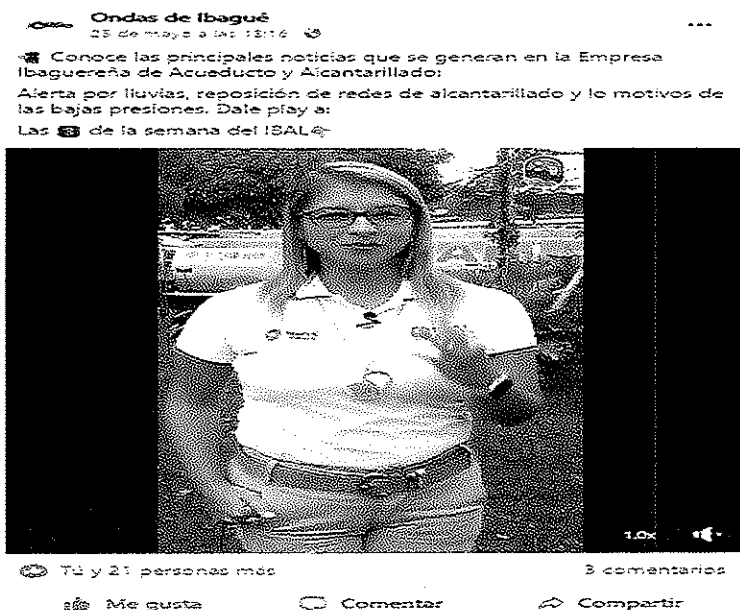 Ondas de Ibagué
25 de mayo a las 13:16
Conoce las principales noticias que se generan en la Empresa
Ibaguereña de Acueducto y Alcantarillado:
Alerta por lluvias, reposición de redes de alcantarillado y lo motivos de
las bajas presiones. Dale play a:
Las 3 de la semana del IBAL
1.0x
Tú y 21 personas más
3 comentarios
Me gusta
Comentar
Compartir